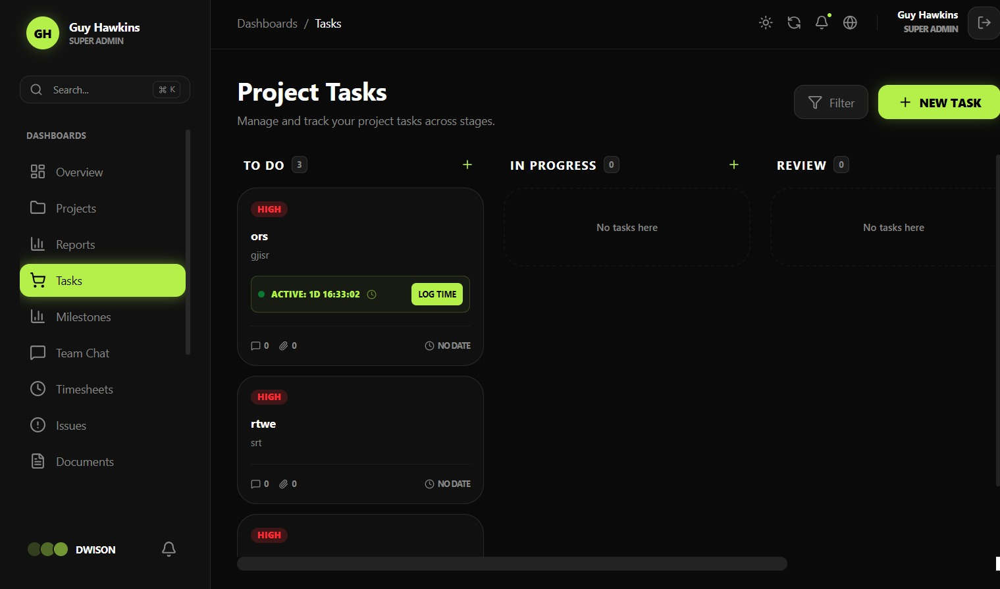 GH
Guy Hawkins
SUPER ADMIN
Search...
⌘ K
DASHBOARDS
Overview
Projects
Reports
Tasks
Milestones
Team Chat
Timesheets
Issues
Documents
DWISON
Dashboards / Tasks
Guy Hawkins
SUPER ADMIN
Project Tasks
Manage and track your project tasks across stages.
Filter
+ NEW TASK
TO DO 3 +
HIGH
ors
gjisr
ACTIVE: 1D 16:33:02
LOG TIME
0 0 NO DATE
HIGH
rtwe
srt
0 0 NO DATE
HIGH
IN PROGRESS 0 +
No tasks here
REVIEW 0
No tasks here